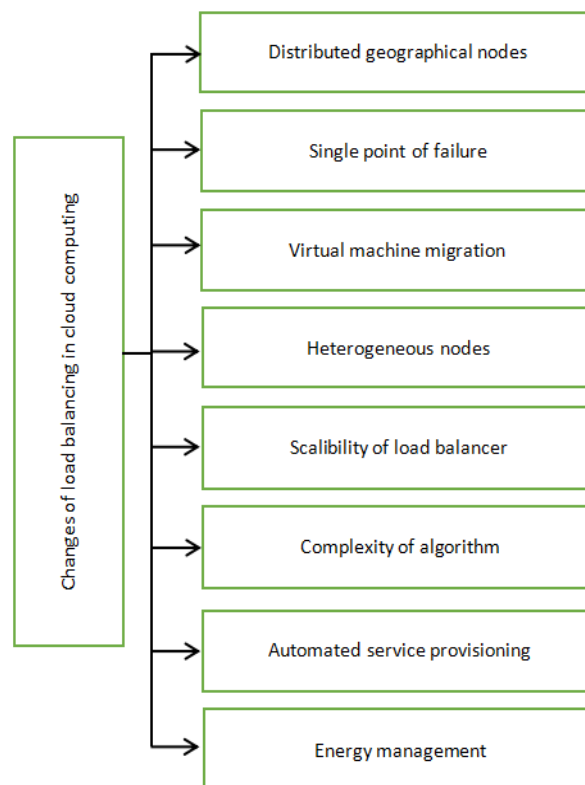 Changes of load balancing in cloud computing
Distributed geographical nodes
Single point of failure
Virtual machine migration
Heterogeneous nodes
Scalibility of load balancer
Complexity of algorithm
Automated service provisioning
Energy management